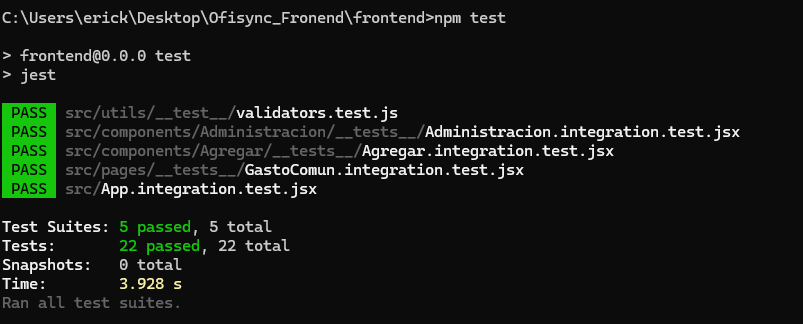 C:\Users\erick\Desktop\Ofisync_Fronend\frontend>npm test
> frontend@0.0.0 test
> jest
PASS src/utils/__test__/validators.test.js
PASS src/components/Administracion/__tests__/Administracion.integration.test.jsx
PASS src/components/Agregar/__tests__/Agregar.integration.test.jsx
PASS src/pages/__tests__/GastoComun.integration.test.jsx
PASS src/App.integration.test.jsx
Test Suites: 5 passed, 5 total
Tests: 22 passed, 22 total
Snapshots: 0 total
Time: 3.928 s
Ran all test suites.